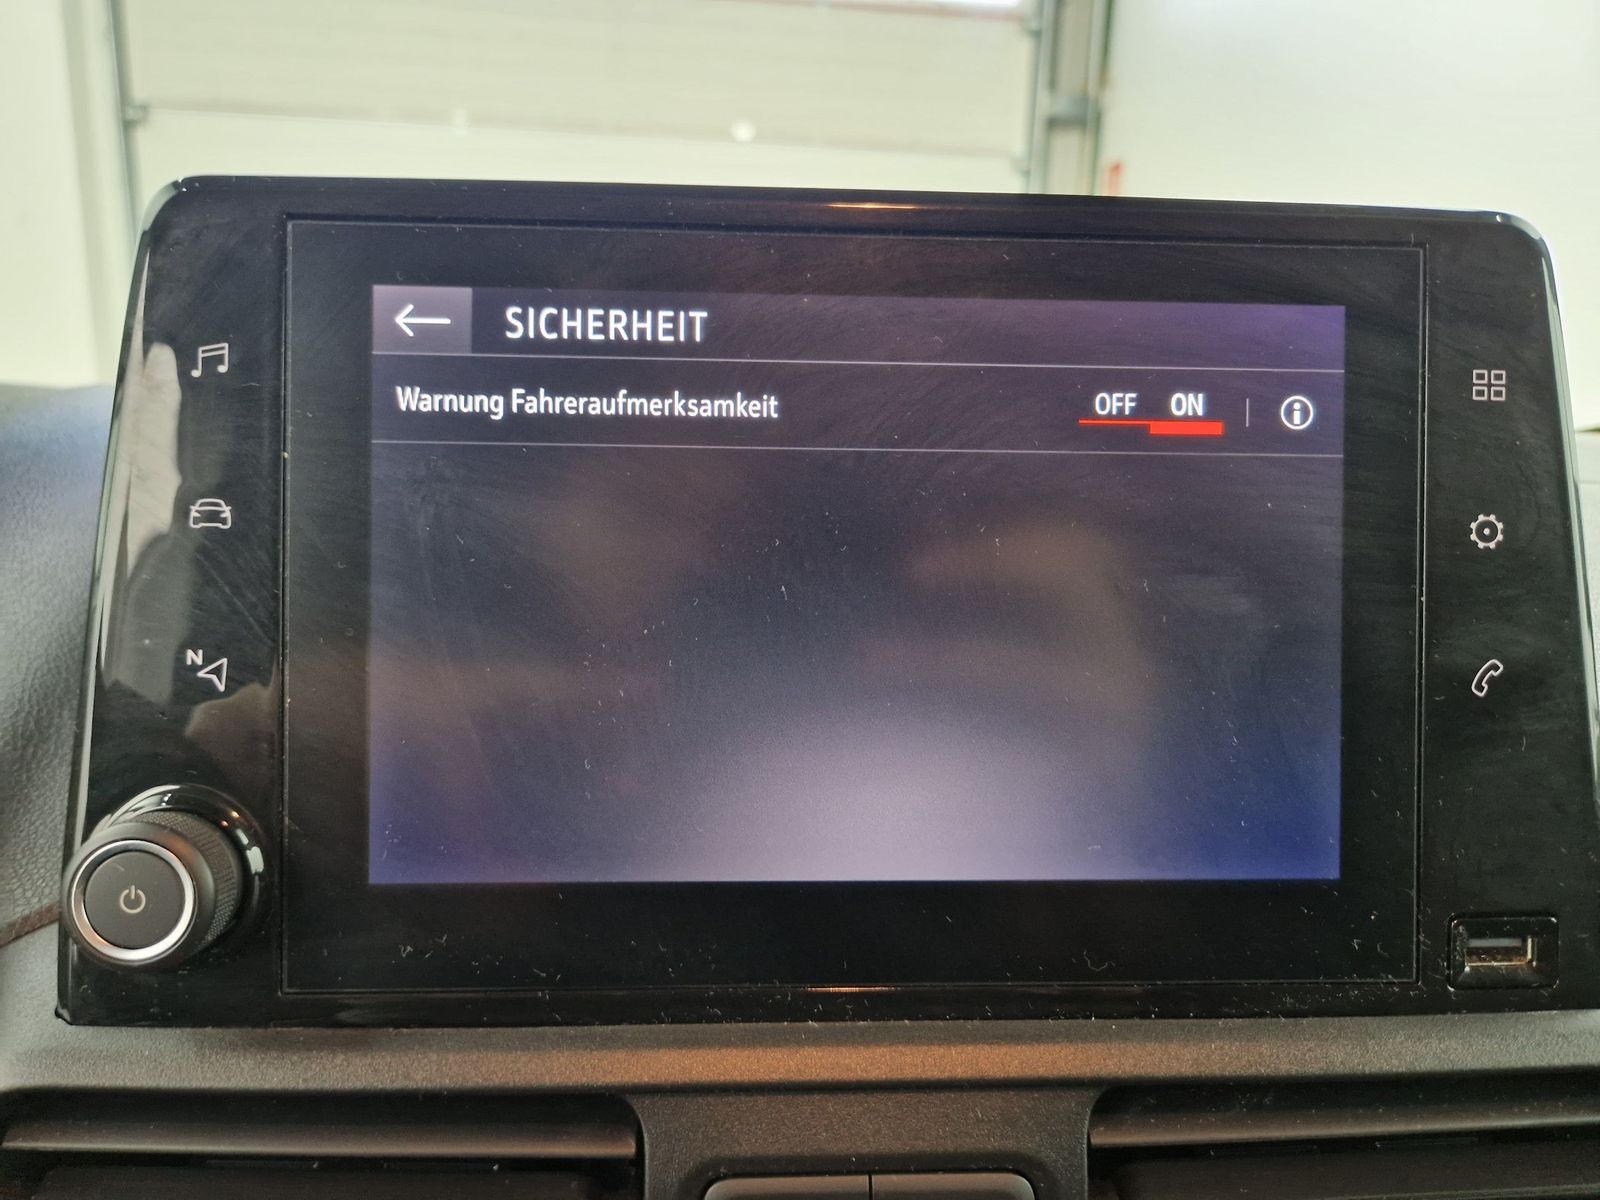 SICHERHEIT
Warnung Fahreraufmerksamkeit OFF ON
N